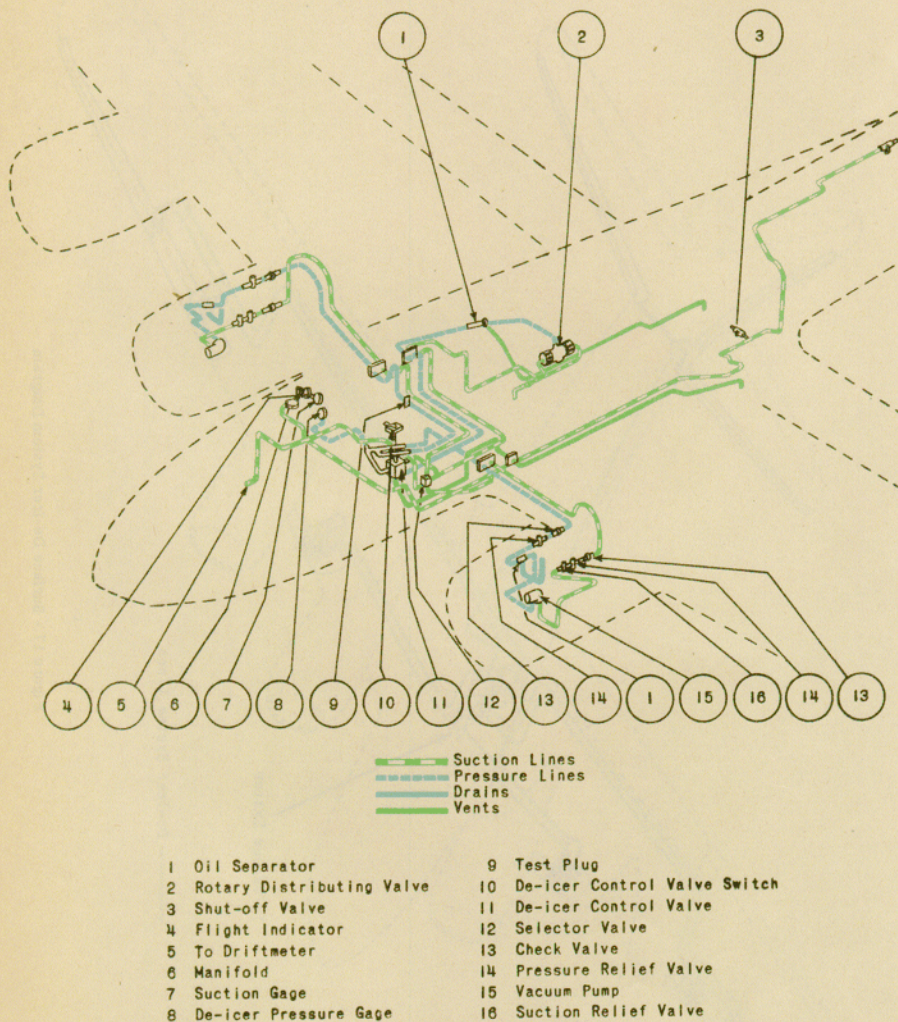 1 2 3
4 5 6 7 8 9 10 11 12 13 14 1 15 16 14 13
Suction Lines
Pressure Lines
Drains
Vents
1 Oil Separator
2 Rotary Distributing Valve
3 Shut-off Valve
4 Flight Indicator
5 To Driftmeter
6 Manifold
7 Suction Gage
8 De-icer Pressure Gage
9 Test Plug
10 De-icer Control Valve Switch
11 De-icer Control Valve
12 Selector Valve
13 Check Valve
14 Pressure Relief Valve
15 Vacuum Pump
16 Suction Relief Valve